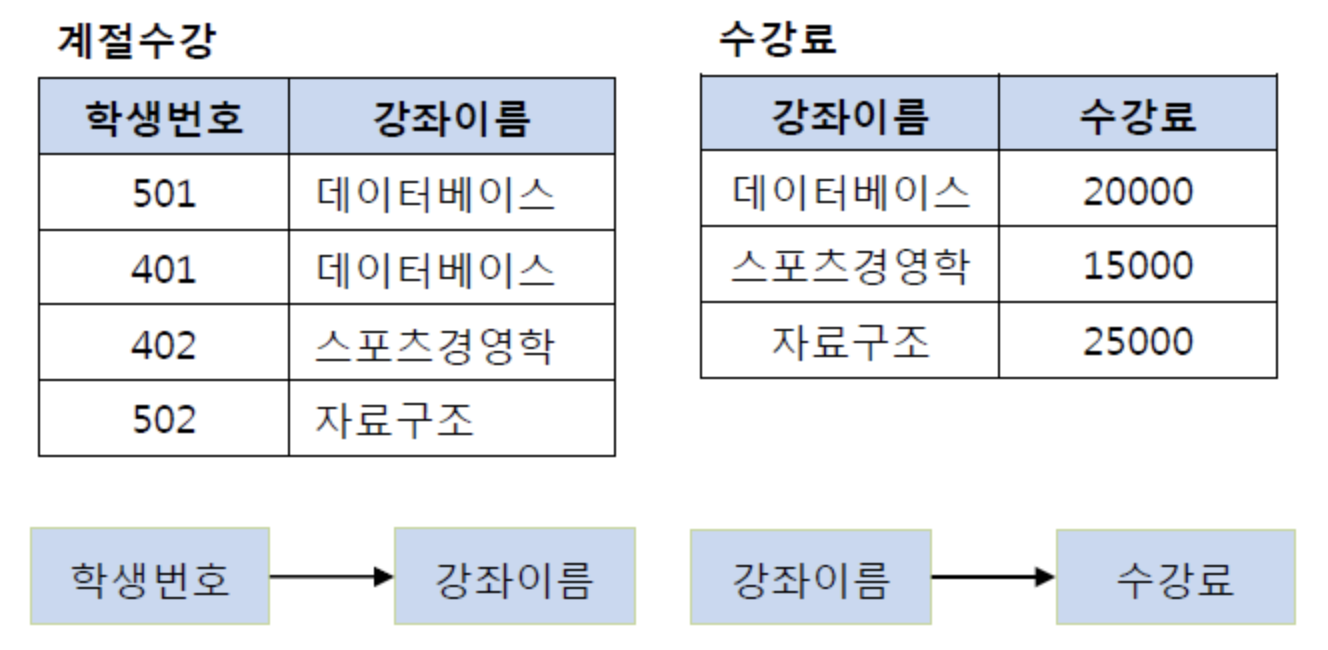 계절수강
학생번호 강좌이름
501 데이터베이스
401 데이터베이스
402 스포츠경영학
502 자료구조
수강료
강좌이름 수강료
데이터베이스 20000
스포츠경영학 15000
자료구조 25000
학생번호 강좌이름
강좌이름 수강료